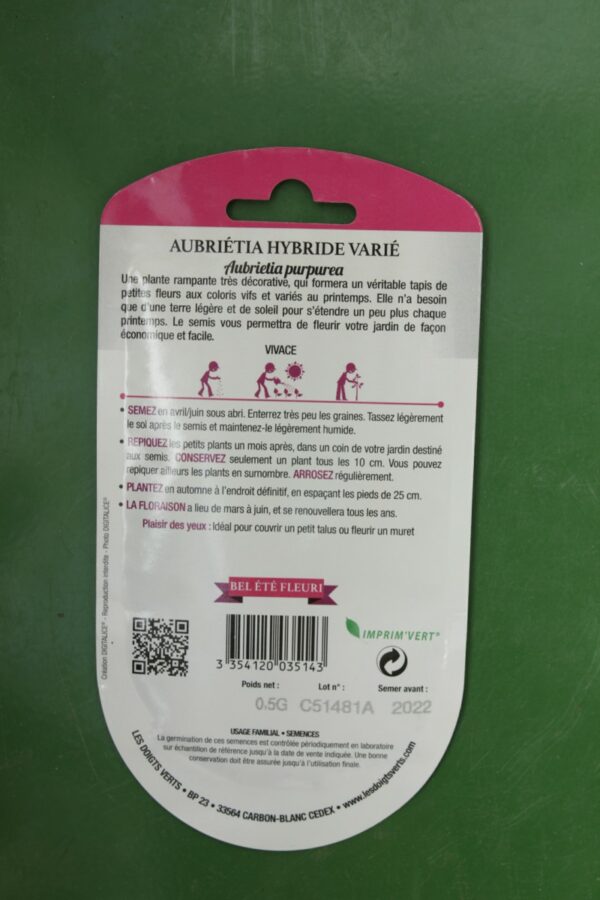 AUBRIÉTIA HYBRIDE VARIÉ
Aubrietia purpurea
Une plante rampante très décorative, qui formera un véritable tapis de
petites fleurs aux coloris vifs et variés au printemps. Elle n'a besoin
que d'une terre légère et de soleil pour s'étendre un peu plus chaque
printemps. Le semis vous permettra de fleurir votre jardin de façon
économique et facile.
VIVACE
• SEMEZ en avril/juin sous abri. Enterrez très peu les graines. Tassez légèrement
le sol après le semis et maintenez-le légèrement humide.
• REPIQUEZ les petits plants un mois après, dans un coin de votre jardin destiné
aux semis. CONSERVEZ seulement un plant tous les 10 cm. Vous pouvez
repiquer ailleurs les plants en surnombre. ARROSEZ régulièrement.
• PLANTEZ en automne à l'endroit définitif, en espaçant les pieds de 25 cm.
• LA FLORAISON a lieu de mars à juin, et se renouvellera tous les ans.
Plaisir des yeux : Idéal pour couvrir un petit talus ou fleurir un muret
Création DIGITALICE® - Reproduction interdite - Photo DIGITALICE®
BEL ÉTÉ FLEURI
IMPRIM'VERT®
3 354120 035143
Poids net : Lot n° : Semer avant :
0.5G C51481A 2022
USAGE FAMILIAL • SEMENCES
La germination de ces semences est contrôlée périodiquement en laboratoire
sur échantillon de référence jusqu'à la date de vente indiquée. Une bonne
conservation doit être assurée jusqu'à l'utilisation finale.
LES DOIGTS VERTS • BP 23 • 33564 CARBON-BLANC CEDEX • www.lesdoigtsverts.com